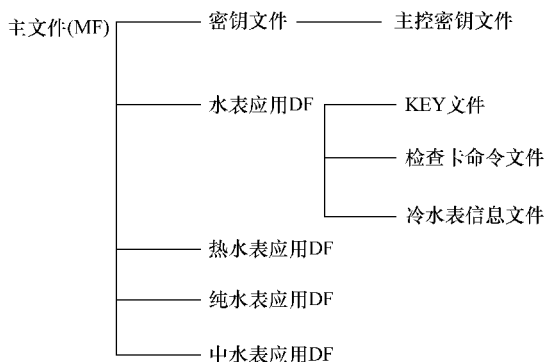 主文件(MF)
密钥文件
主控密钥文件
水表应用DF
KEY文件
检查卡命令文件
冷水表信息文件
热水表应用DF
纯水表应用DF
中水表应用DF